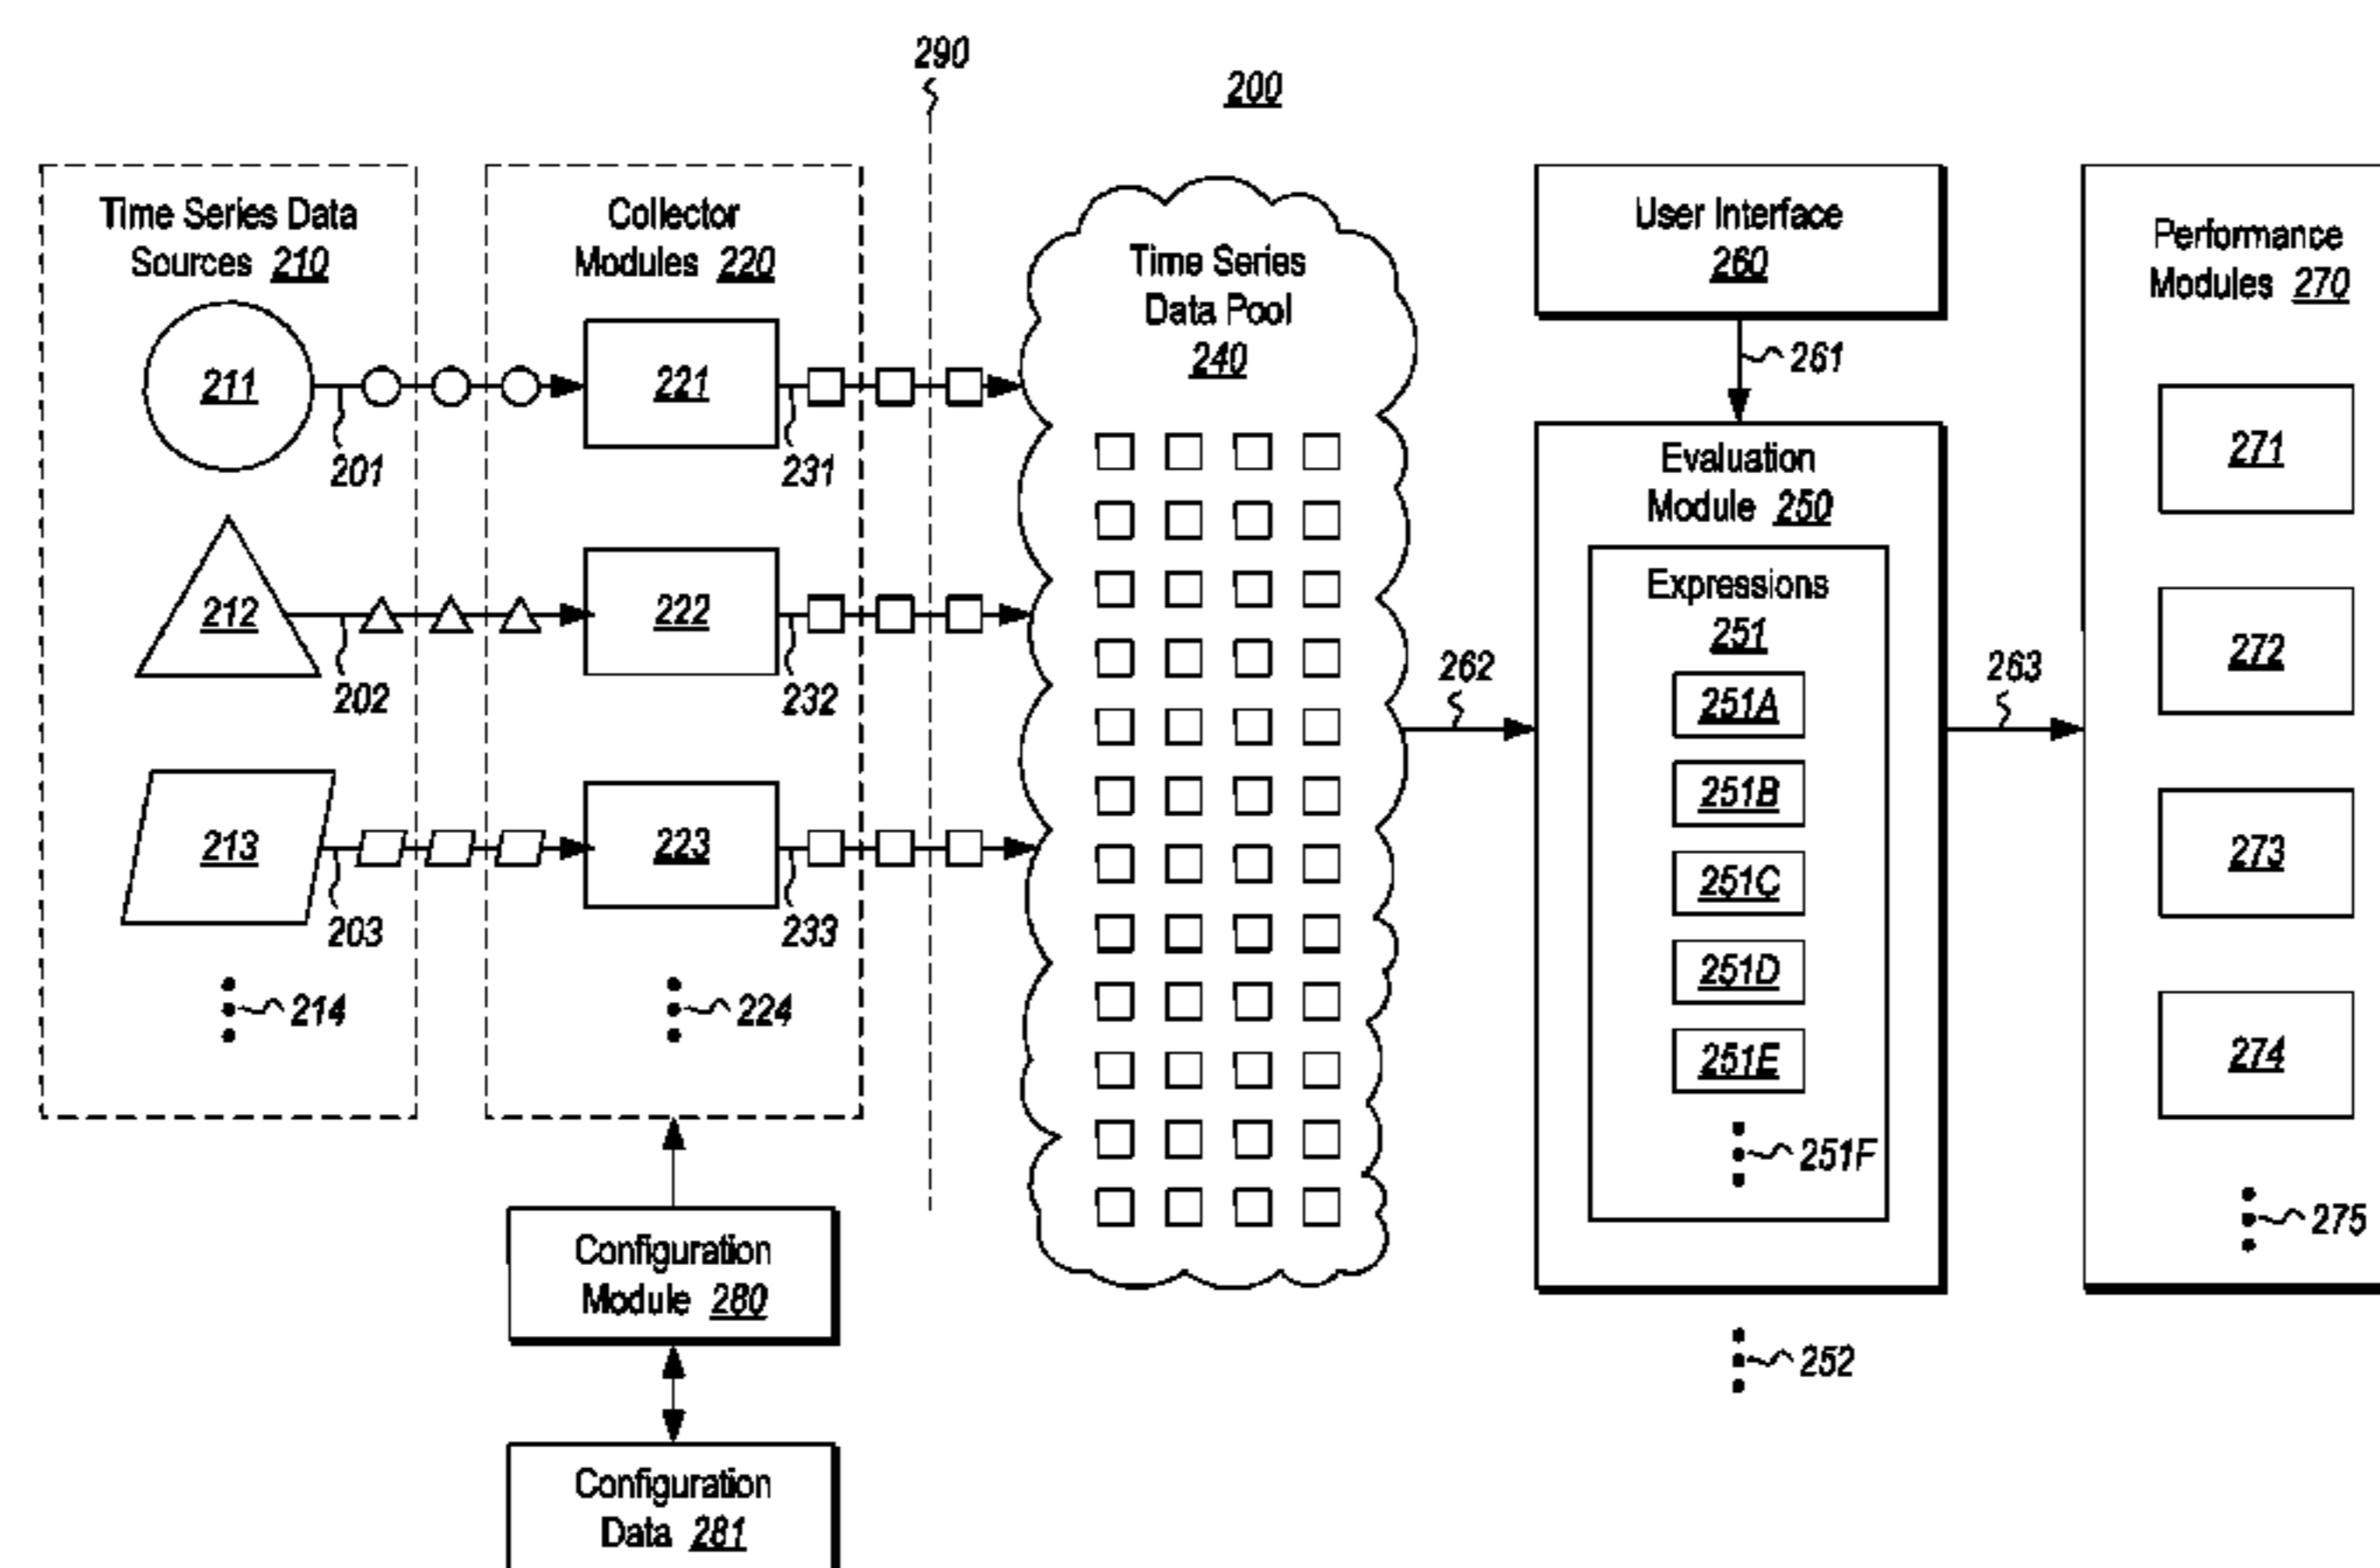 290
200
Time Series Data
Sources 210
211
201
212
202
213
203
214
Collector
Modules 220
221
231
222
232
223
233
224
Configuration
Module 280
Configuration
Data 281
Time Series
Data Pool
240
262
User Interface
260
261
Evaluation
Module 250
Expressions
251
251A
251B
251C
251D
251E
251F
252
263
Performance
Modules 270
271
272
273
274
275